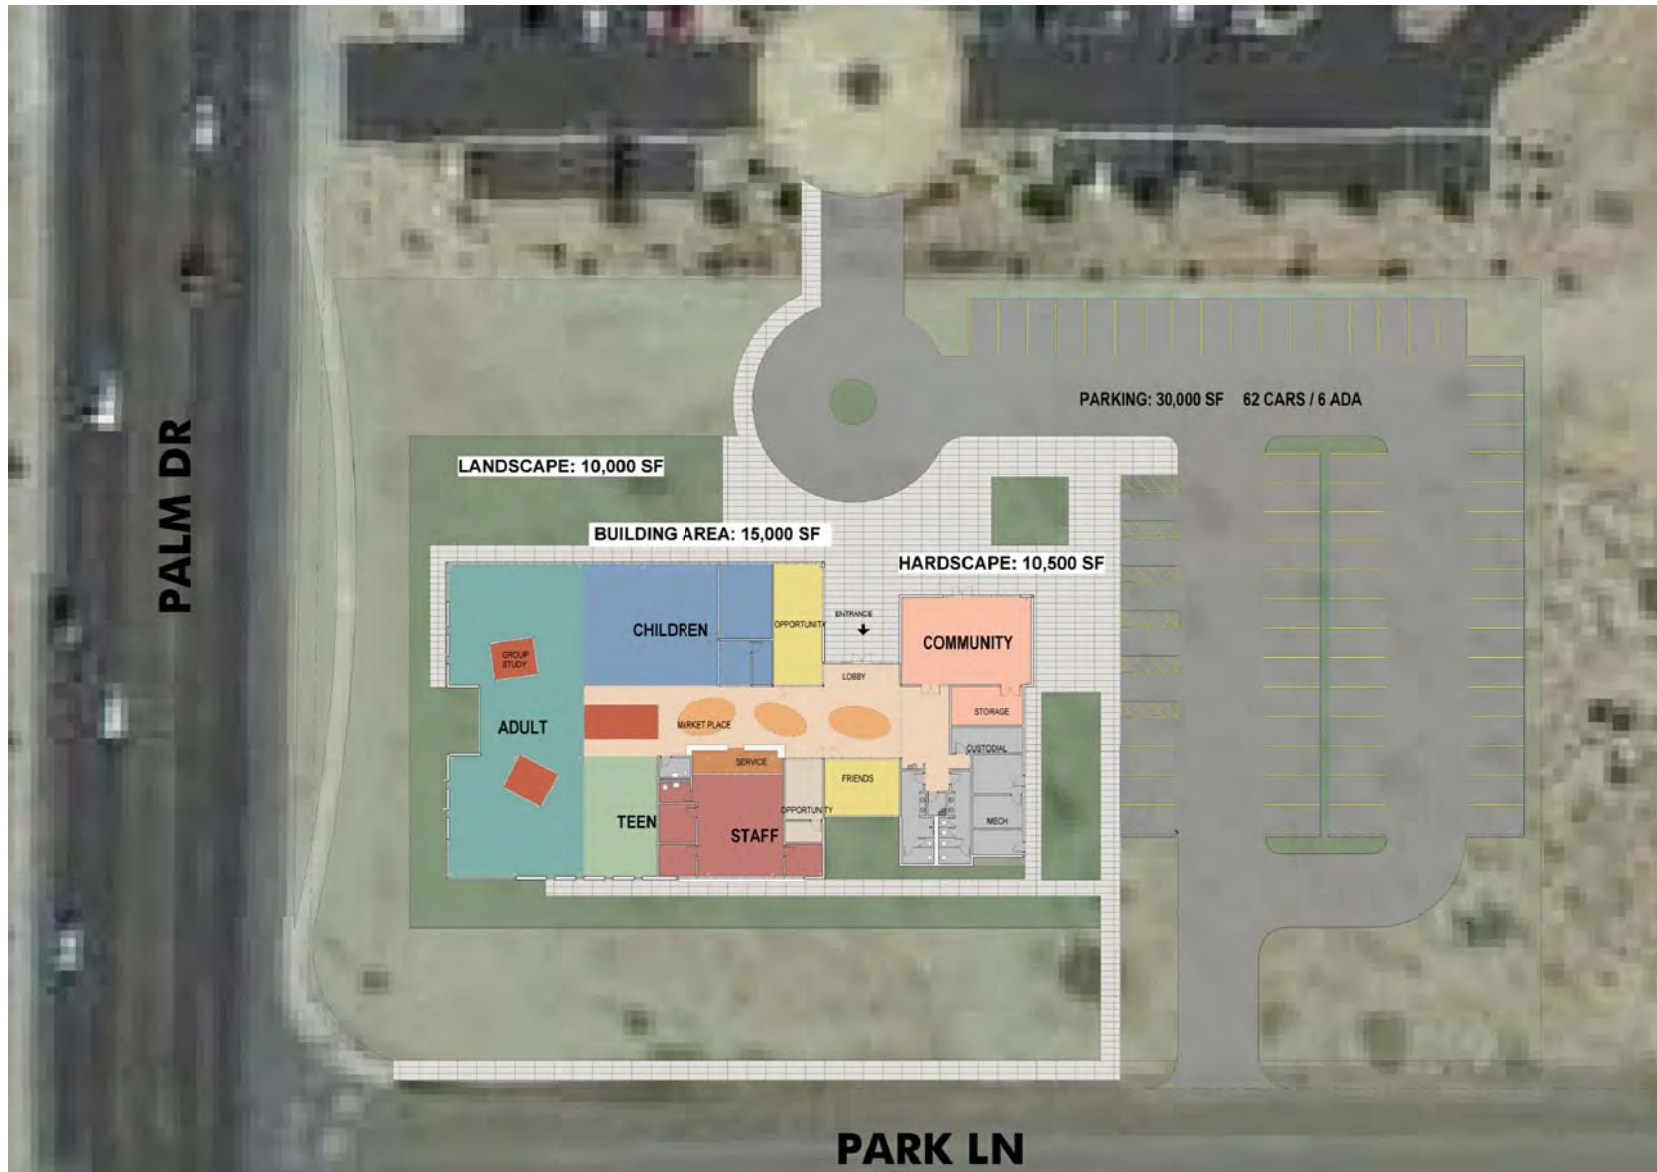 PARKING: 30,000 SF 62 CARS / 6 ADA
PALM DR
LANDSCAPE: 10,000 SF
BUILDING AREA: 15,000 SF
HARDSCAPE: 10,500 SF
ENTRANCE
OPPORTUNITY
CHILDREN
COMMUNITY
GROUP
STUDY
LOBBY
STORAGE
ADULT
MARKET PLACE
CUSTODIAL
SERVICE
FRIENDS
OPPORTUNITY
TEEN
STAFF
MECH
PARK LN